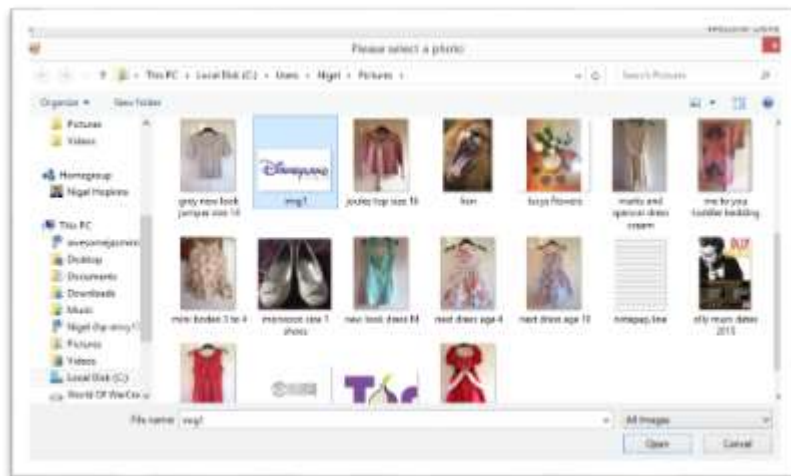 Please select a photo
This PC
Local Disk (C:)
Users
Nigel
Pictures
Search Pictures
Organize
New folder
Pictures
Videos
Homegroup
Nigel Hopkins
This PC
Desktop
Documents
Downloads
Music
Pictures
Videos
Local Disk (C:)
grey new look
jumper size 14
DISNEYLAND
img1
joules top size 16
lion
lucys flowers
marks and
spencer dress
cream
me to you
toddler bedding
mini boden 3 to 4
monsoon size 1
shoes
new look dress M
next dress age 4
next dress age 10
OLLY
olly murs dates
2015
File name:
img1
All Images
Open
Cancel